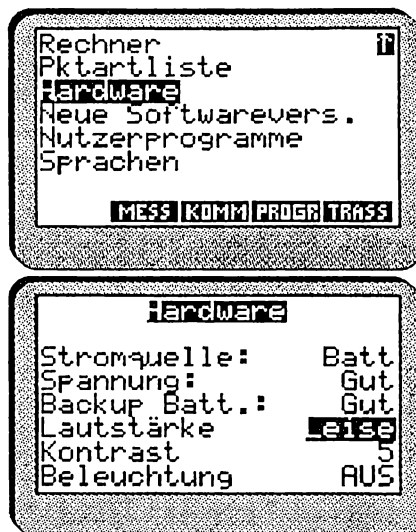 Rechner
Pktartliste
Hardware
Neue Softwarevers.
Nutzerprogramme
Sprachen
MESS KOMM PROGR TRASS
Hardware
Stromquelle: Batt
Spannung: Gut
Backup Batt.: Gut
Lautstärke Leise
Kontrast 5
Beleuchtung AUS